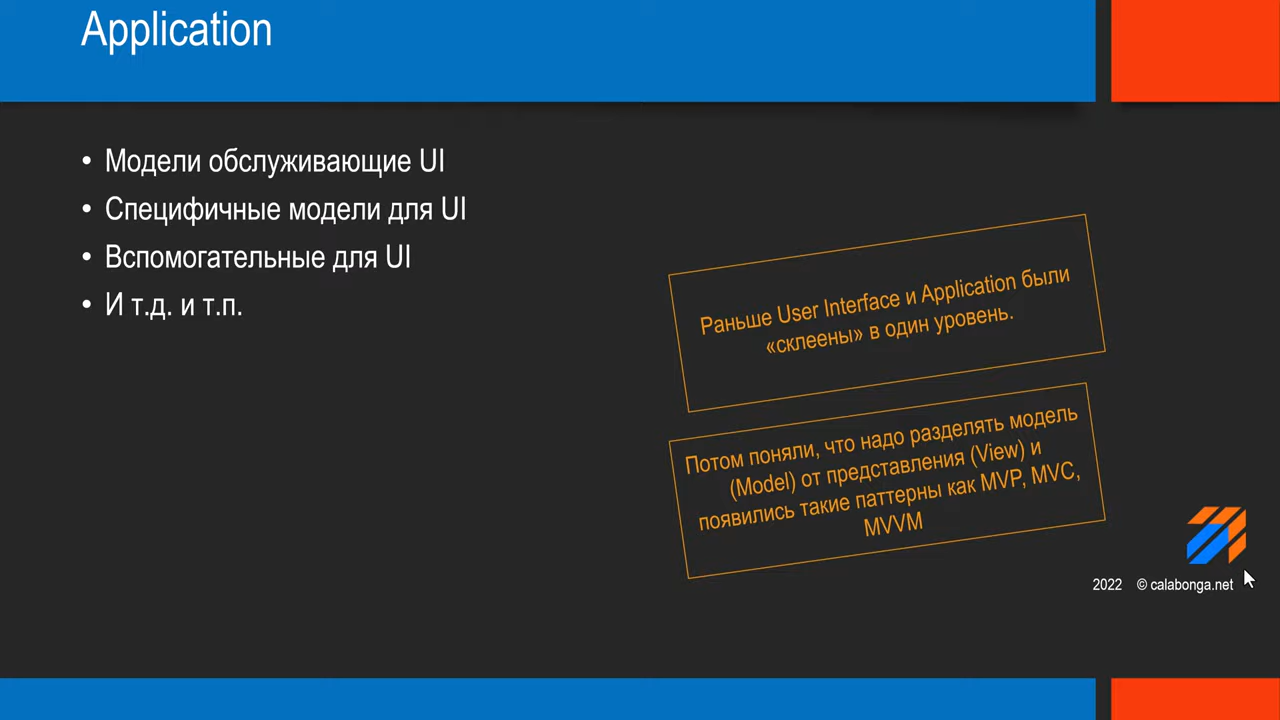 Application
• Модели обслуживающие UI
• Специфичные модели для UI
• Вспомогательные для UI
• И т.д. и т.п.
Раньше User Interface и Application были
«склеены» в один уровень.
Потом поняли, что надо разделять модель
(Model) от представления (View) и
появились такие паттерны как MVP, MVC,
MVVM
2022 © calabonga.net